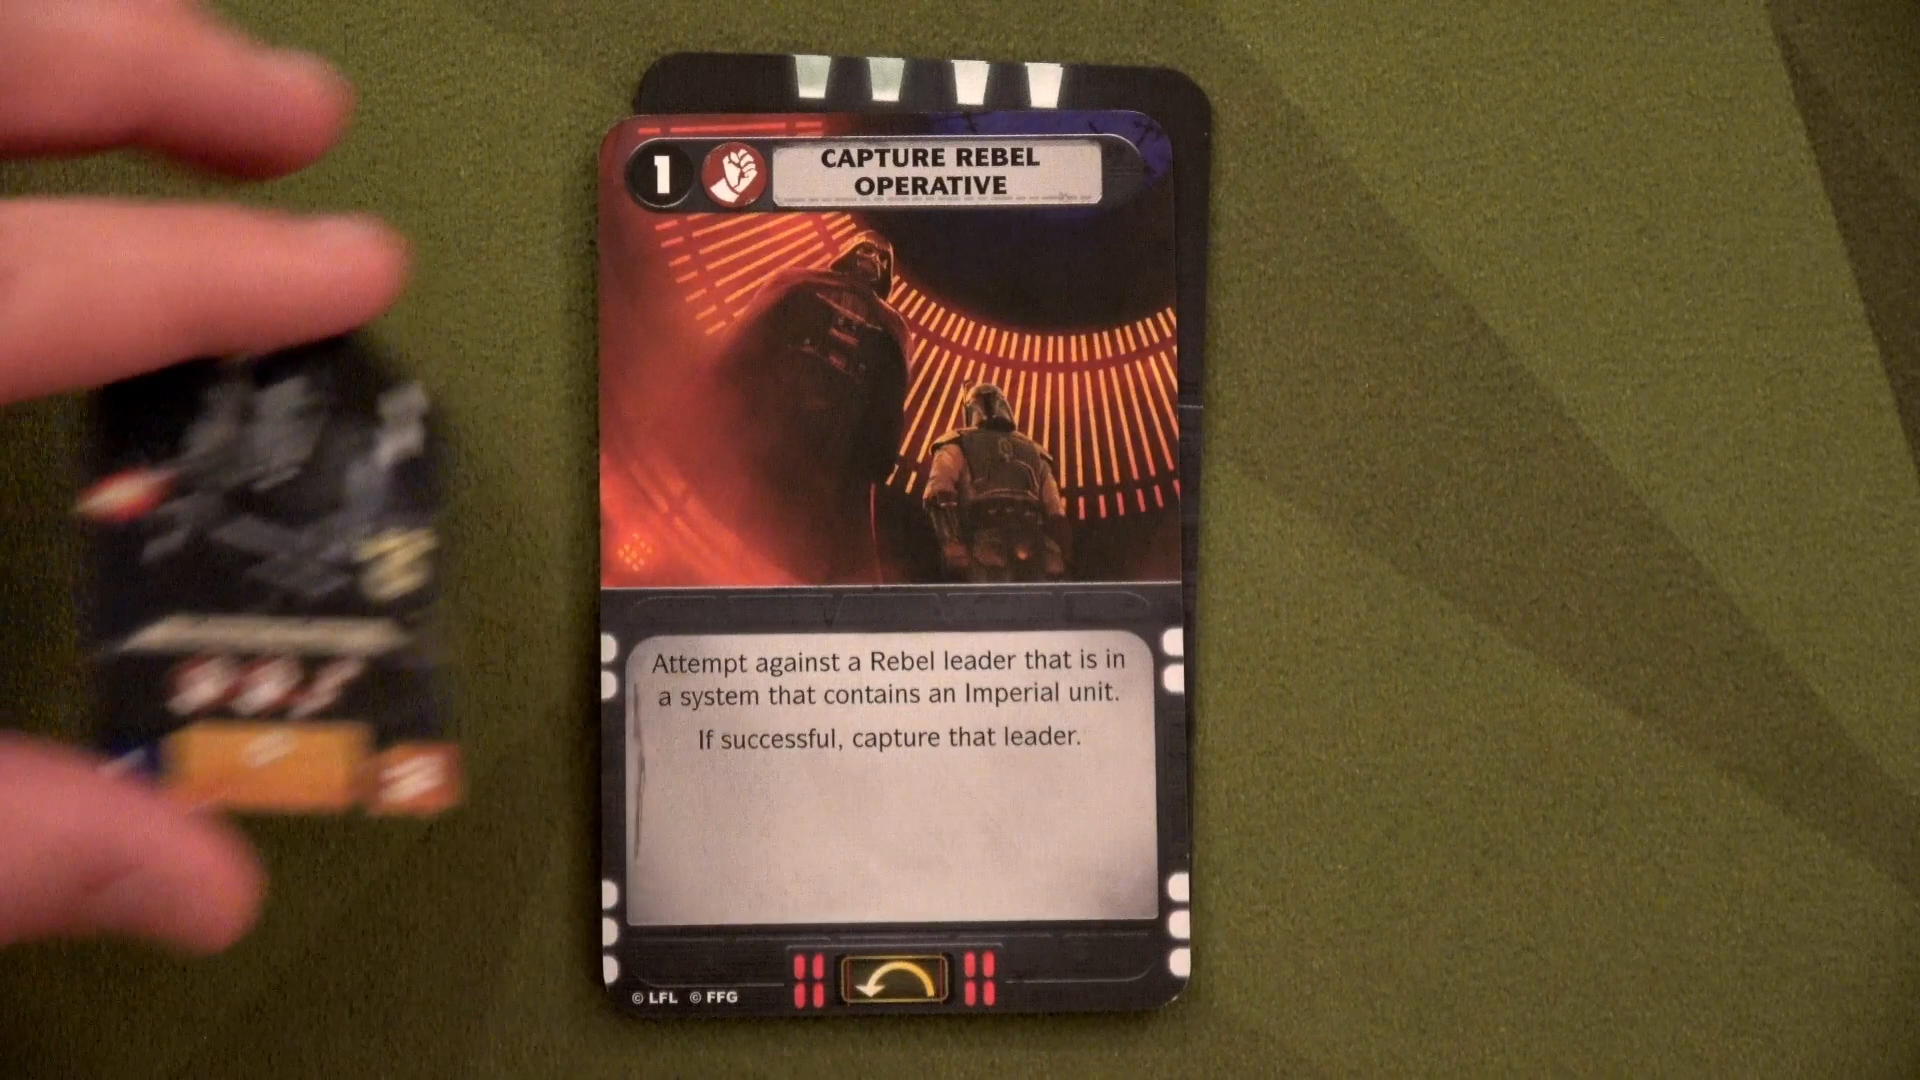 1
CAPTURE REBEL
OPERATIVE
Attempt against a Rebel leader that is in
a system that contains an Imperial unit.
If successful, capture that leader.
© LFL © FFG